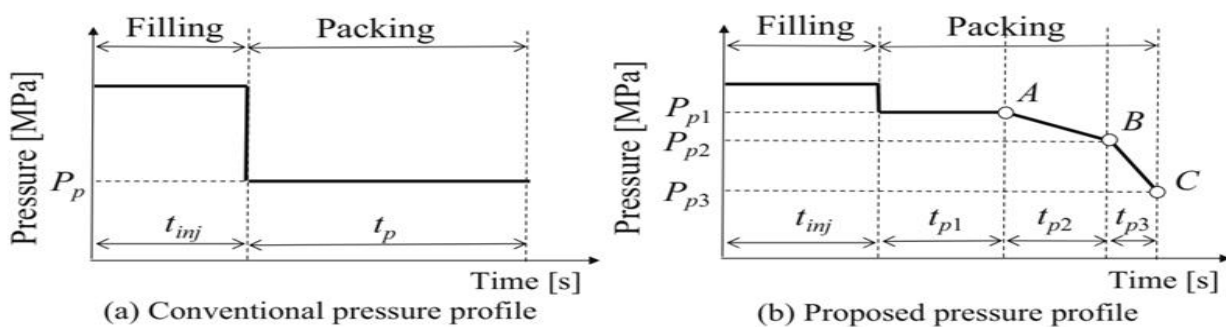 Filling Packing
Pressure [MPa]
P_p
t_inj t_p
Time [s]
(a) Conventional pressure profile
Filling Packing
Pressure [MPa]
P_p1
P_p2
P_p3
A
B
C
t_inj t_p1 t_p2 t_p3
Time [s]
(b) Proposed pressure profile